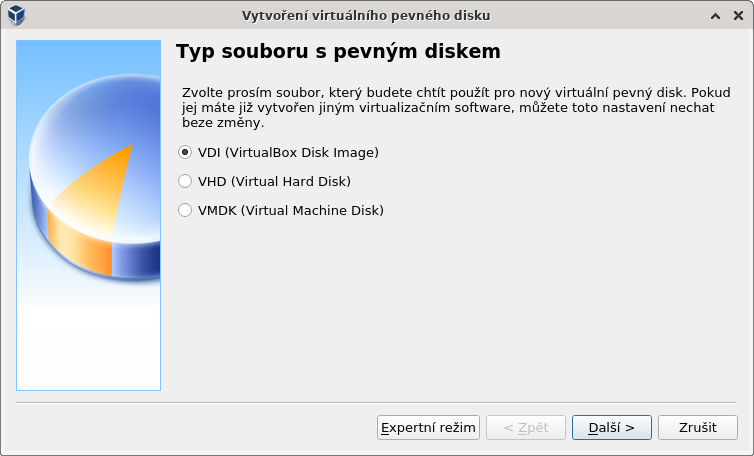 Vytvoření virtuálního pevného disku
Typ souboru s pevným diskem
Zvolte prosím soubor, který budete chtít použít pro nový virtuální pevný disk. Pokud
jej máte již vytvořen jiným virtualizačním software, můžete toto nastavení nechat
beze změny.
VDI (VirtualBox Disk Image)
VHD (Virtual Hard Disk)
VMDK (Virtual Machine Disk)
Expertní režim
< Zpět
Další >
Zrušit